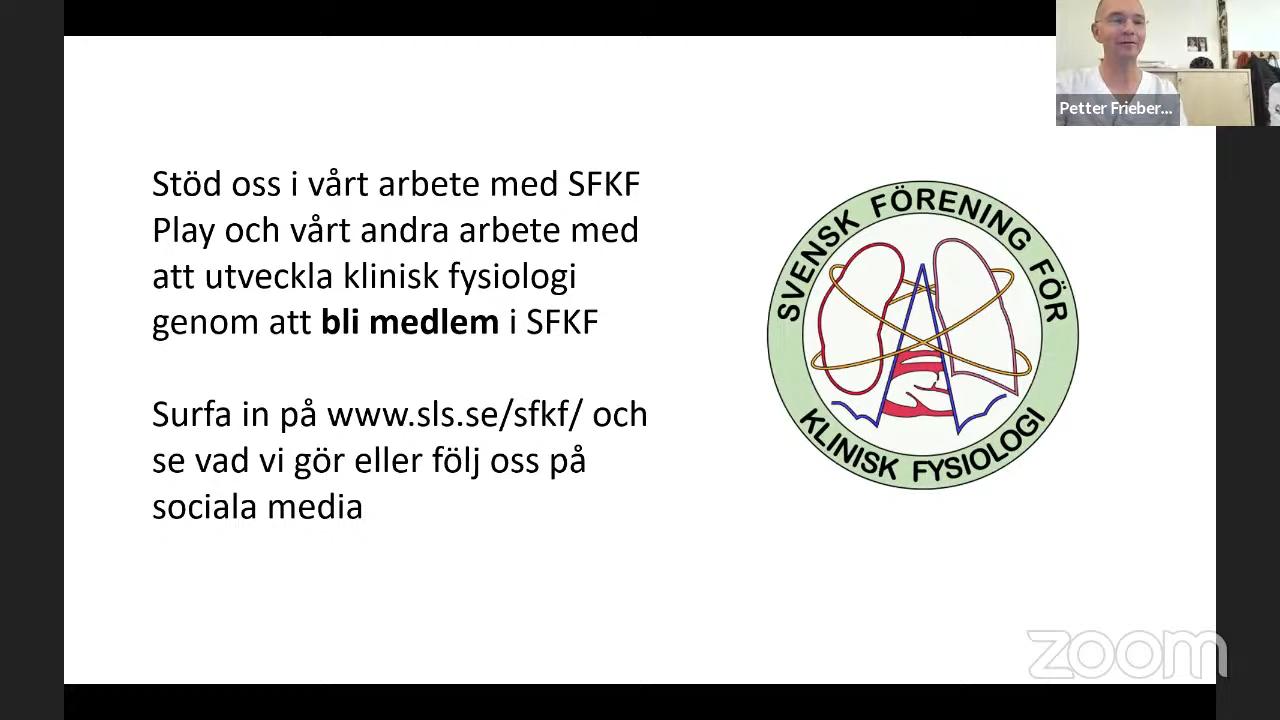 Petter Frieber...
Stöd oss i vårt arbete med SFKF
Play och vårt andra arbete med
att utveckla klinisk fysiologi
genom att bli medlem i SFKF
Surfa in på www.sls.se/sfkf/ och
se vad vi gör eller följ oss på
sociala media
SVENSK FÖRENING FÖR
KLINISK FYSIOLOGI
zoom